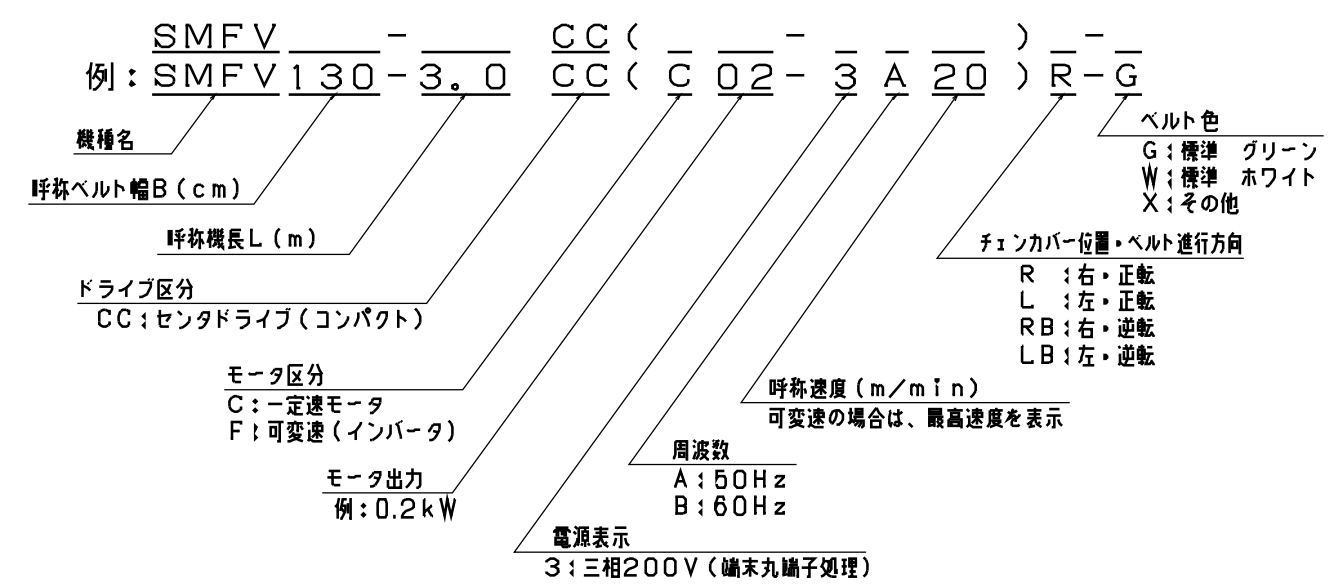 SMFV___-___ CC(_ __-_ _ __)_-_
例:SMFV130-3.0 CC(C 02-3 A 20)R-G
ベルト色
G:標準 グリーン
W:標準 ホワイト
X:その他
機種名
呼称ベルト幅B(cm)
呼称機長L(m)
チェンカバー位置・ベルト進行方向
R :右・正転
L :左・正転
RB:右・逆転
LB:左・逆転
ドライブ区分
CC:センタドライブ(コンパクト)
モータ区分
C:一定速モータ
F:可変速(インバータ)
呼称速度(m/min)
可変速の場合は、最高速度を表示
周波数
A:50Hz
B:60Hz
モータ出力
例:0.2kW
電源表示
3:三相200V(端末丸端子処理)